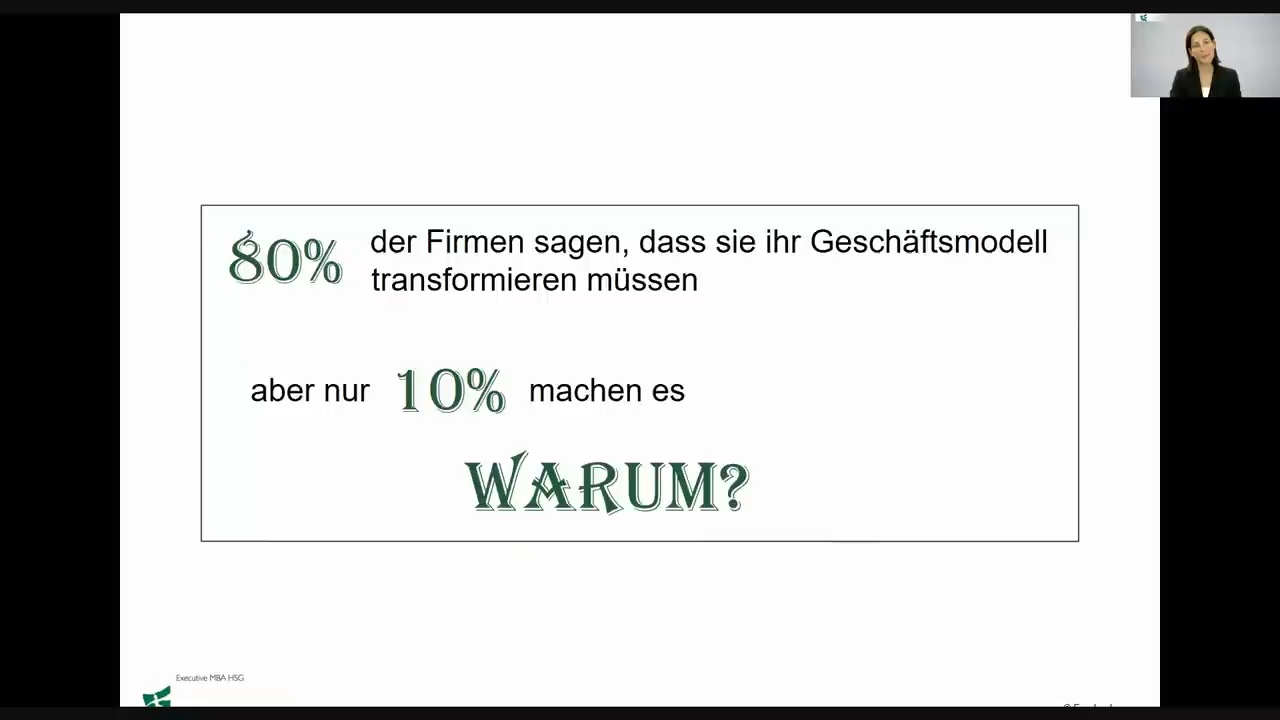 80% der Firmen sagen, dass sie ihr Geschäftsmodell
transformieren müssen
aber nur 10% machen es
WARUM?
Executive MBA HSG